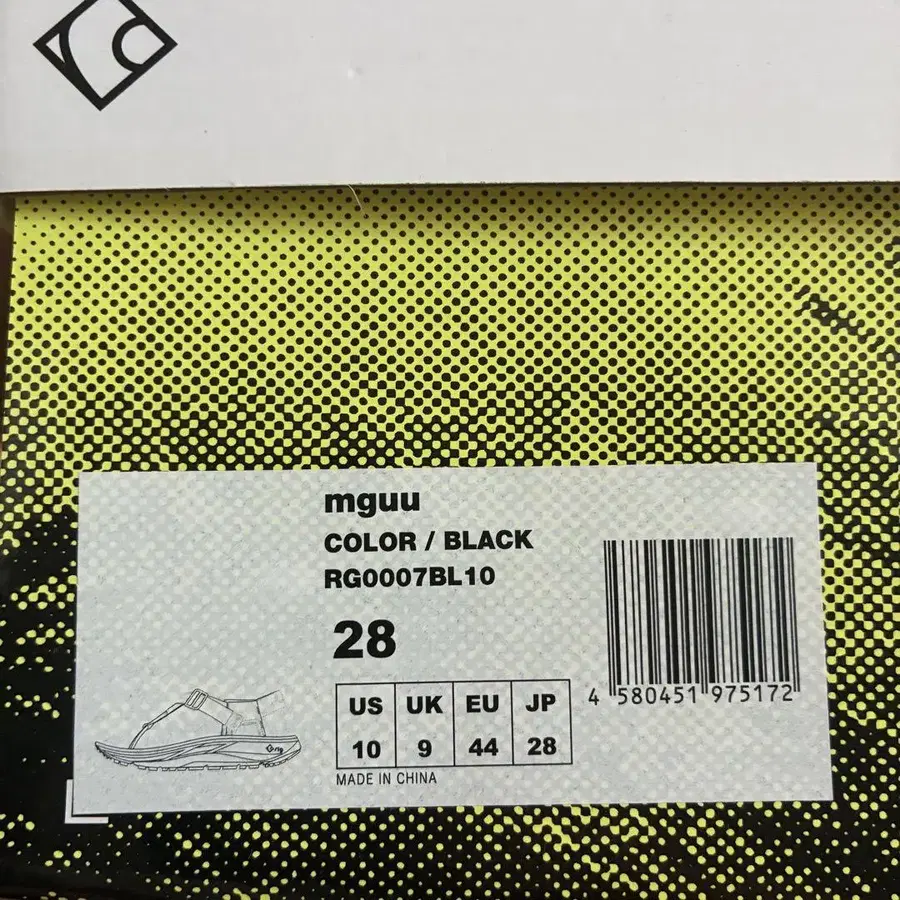 mguu
COLOR / BLACK
RG0007BL10
28
US UK EU JP
10 9 44 28
MADE IN CHINA
4 580451 975172
rig